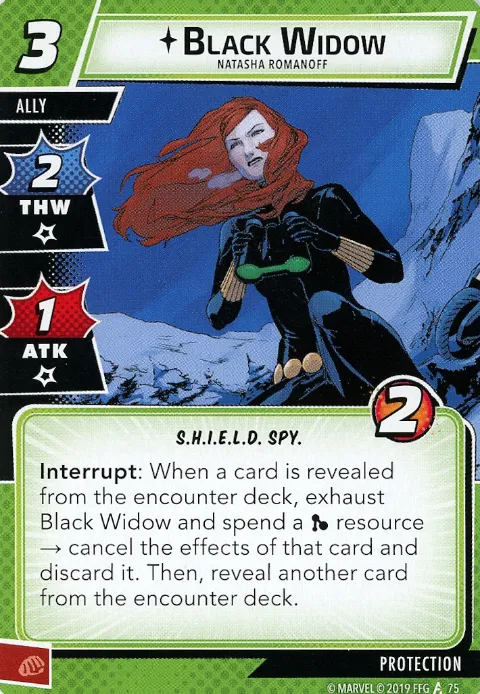 3
Black Widow
NATASHA ROMANOFF
ALLY
2
THW
1
ATK
2
S.H.I.E.L.D. SPY.
Interrupt: When a card is revealed
from the encounter deck, exhaust
Black Widow and spend a resource
→ cancel the effects of that card and
discard it. Then, reveal another card
from the encounter deck.
PROTECTION
© MARVEL © 2019 FFG 75